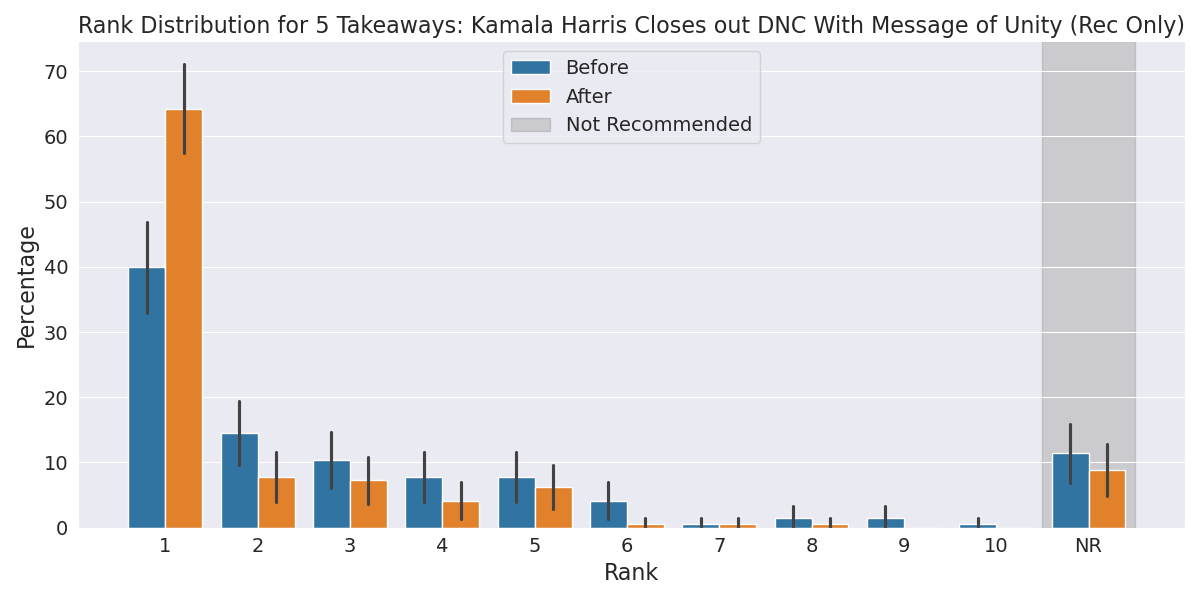 Rank Distribution for 5 Takeaways: Kamala Harris Closes out DNC With Message of Unity (Rec Only)
Before
After
Not Recommended
Percentage
70
60
50
40
30
20
10
0
1 2 3 4 5 6 7 8 9 10 NR
Rank